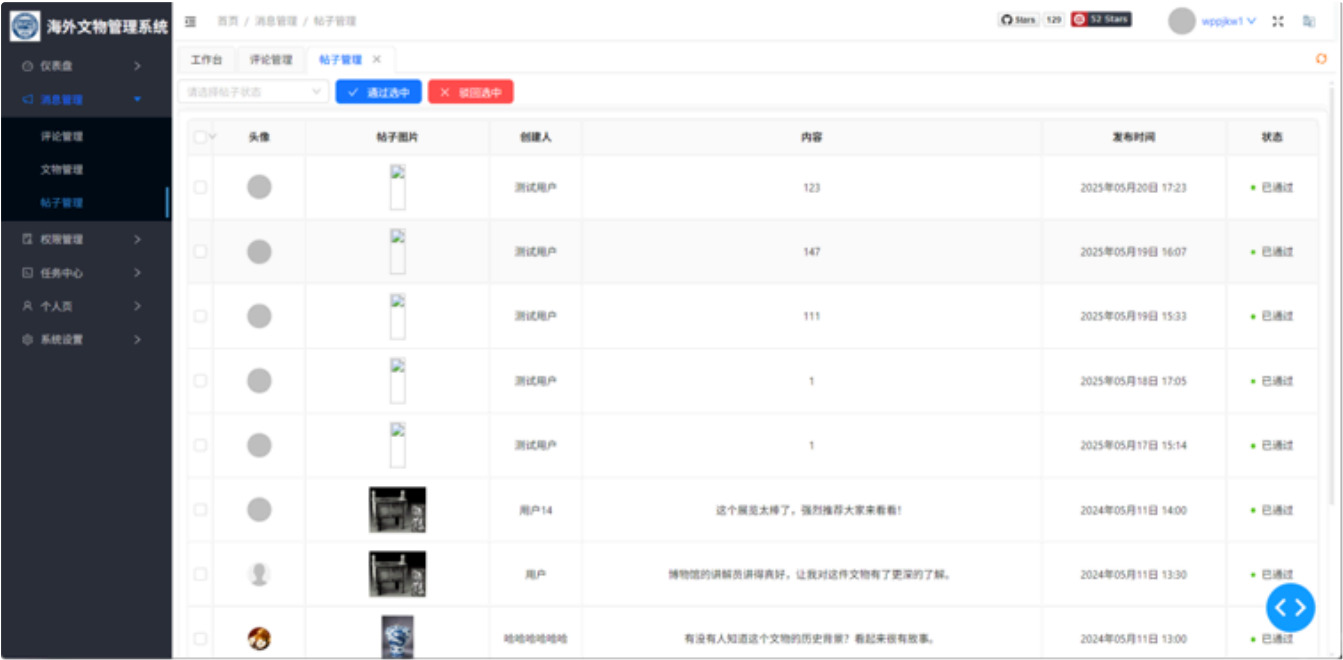 海外文物管理系统
首页 / 消息管理 / 帖子管理
Stars 129
52 Stars
wppjkw1
仪表盘
消息管理
评论管理
文物管理
帖子管理
权限管理
任务中心
个人页
系统设置
工作台 评论管理 帖子管理
请选择帖子状态 通过选中 驳回选中
头像 帖子图片 创建人 内容 发布时间 状态
测试用户 123 2025年05月20日 17:23 已通过
测试用户 147 2025年05月19日 16:07 已通过
测试用户 111 2025年05月19日 15:33 已通过
测试用户 1 2025年05月18日 17:05 已通过
测试用户 1 2025年05月17日 15:14 已通过
用户14 这个展览太棒了，强烈推荐大家来看看！ 2024年05月11日 14:00 已通过
用户 博物馆的讲解员讲得真好，让我对这件文物有了更深的了解。 2024年05月11日 13:30 已通过
哈哈哈哈哈哈 有没有人知道这个文物的历史背景？看起来很有故事。 2024年05月11日 13:00 已通过